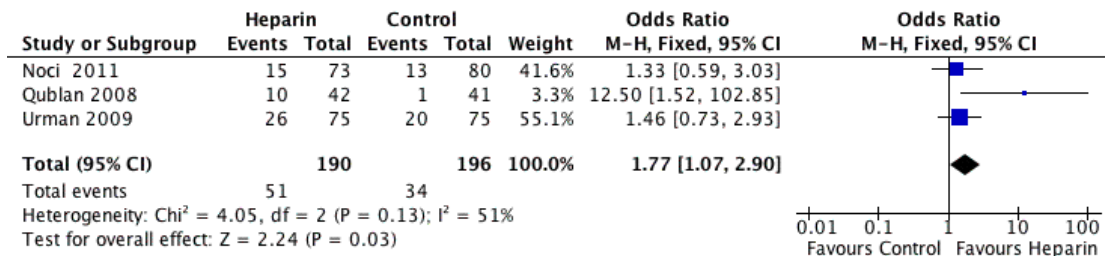 Heparin Control Odds Ratio Odds Ratio
Study or Subgroup Events Total Events Total Weight M-H, Fixed, 95% CI M-H, Fixed, 95% CI
Noci 2011 15 73 13 80 41.6% 1.33 [0.59, 3.03]
Qublan 2008 10 42 1 41 3.3% 12.50 [1.52, 102.85]
Urman 2009 26 75 20 75 55.1% 1.46 [0.73, 2.93]
Total (95% CI) 190 196 100.0% 1.77 [1.07, 2.90]
Total events 51 34
Heterogeneity: Chi² = 4.05, df = 2 (P = 0.13); I² = 51%
Test for overall effect: Z = 2.24 (P = 0.03)
0.01 0.1 1 10 100
Favours Control Favours Heparin